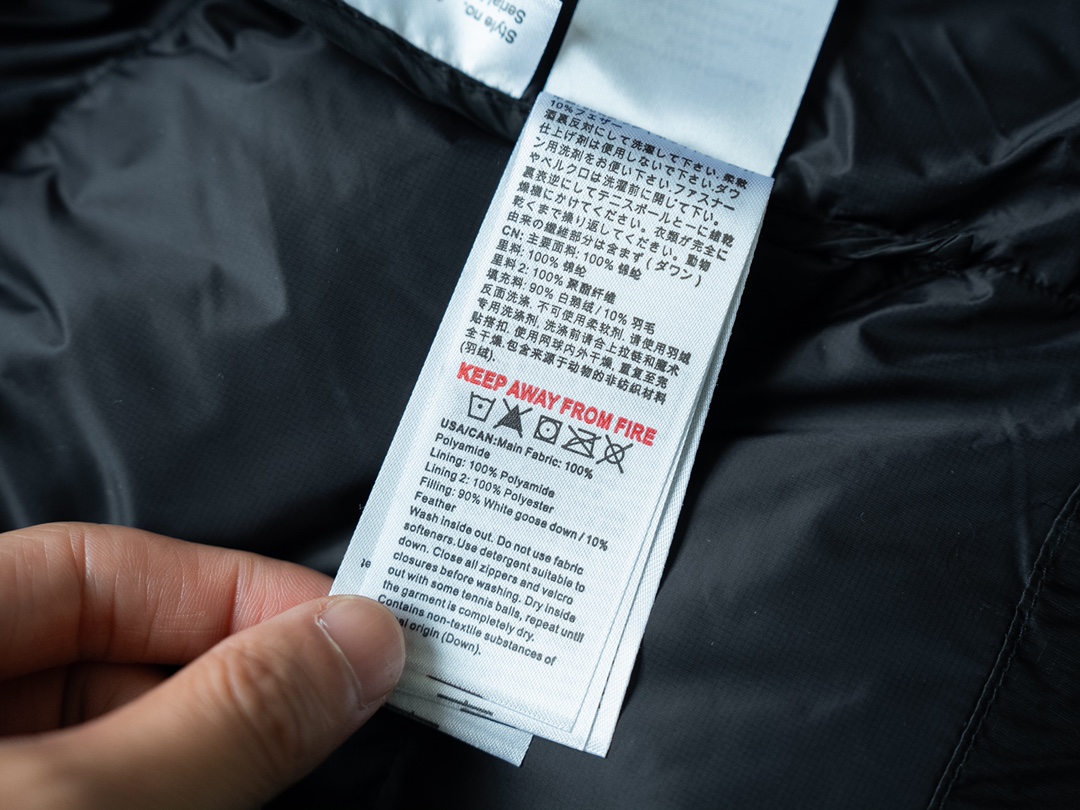 Style no.
Serial
10%フェザー
洒裏反対にして洗濯して下さい. 柔軟
仕上げ剤は使用しないで下さい.ダウ
ン用洗剤をお使い下さい.ファスナー
やベルクロは洗濯前に閉じて下い。
裏衣逆にしてテニスポールと一に緒乾
燥機にかけてください。衣類が完全に
乾くまで操り返してください。動物
由来の繊維部分は含まず ( ダウン )
CN: 主要面料: 100% 锦纶
里料: 100% 锦纶
里料 2: 100% 聚酯纤维
填充料: 90% 白鹅绒 / 10% 羽毛
反面洗涤, 不可使用柔软剂. 请使用羽绒
专用洗涤剂, 洗涤前请合上拉链和魔术
贴搭扣. 使用网球内外干燥, 重复至完
全干燥. 包含来源于动物的非纺织材料
(羽绒).
KEEP AWAY FROM FIRE
USA/CAN:Main Fabric: 100%
Polyamide
Lining: 100% Polyamide
Lining 2: 100% Polyester
Filling: 90% White goose down / 10%
Feather
Wash inside out. Do not use fabric
softeners.Use detergent suitable to
down. Close all zippers and velcro
closures before washing. Dry inside
out with some tennis balls, repeat until
the garment is completely dry.
Contains non-textile substances of
al origin (Down).